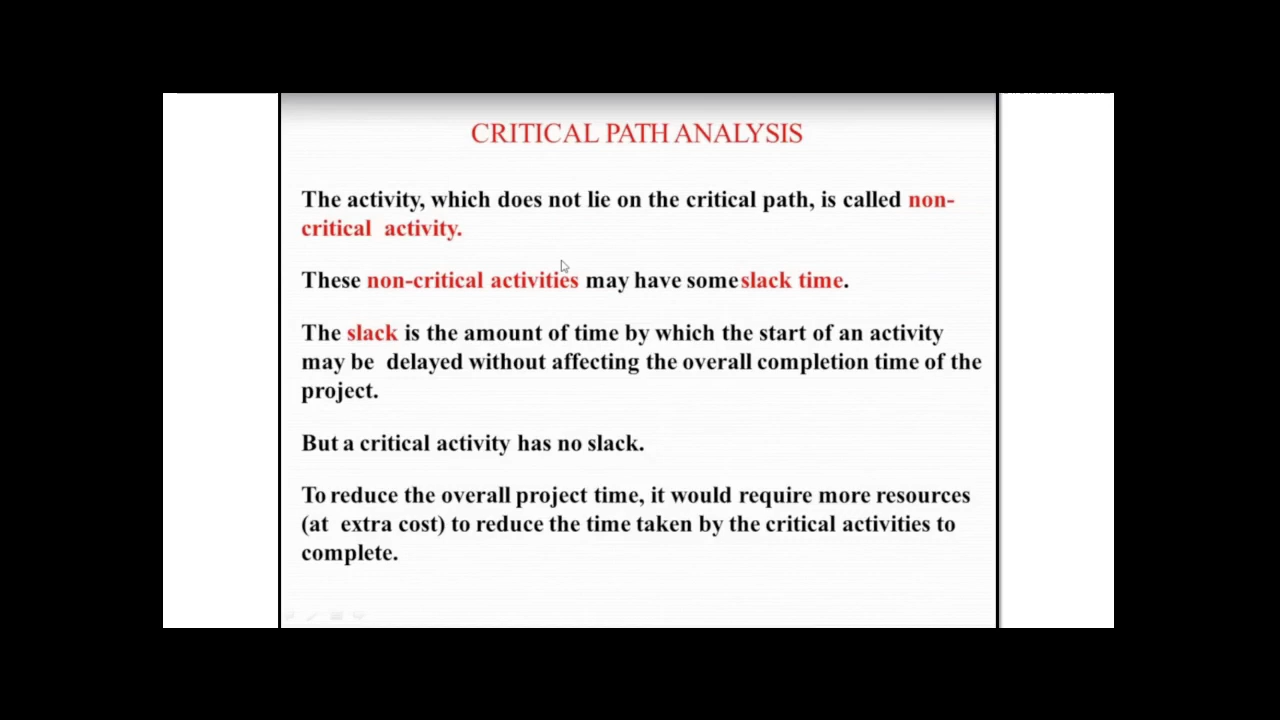 CRITICAL PATH ANALYSIS
The activity, which does not lie on the critical path, is called non-
critical activity.
These non-critical activities may have some slack time.
The slack is the amount of time by which the start of an activity
may be delayed without affecting the overall completion time of the
project.
But a critical activity has no slack.
To reduce the overall project time, it would require more resources
(at extra cost) to reduce the time taken by the critical activities to
complete.